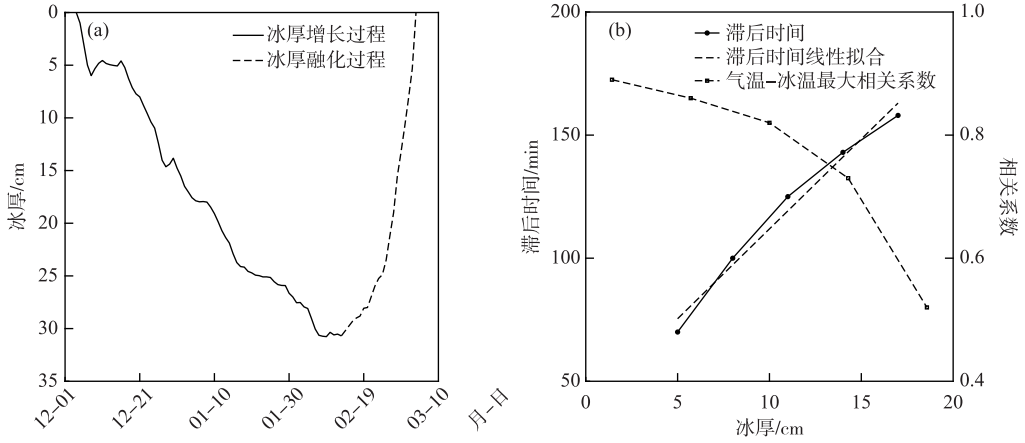 (a)
冰厚增长过程
冰厚融化过程
0
5
10
15
20
25
30
35
冰厚/cm
12-01
12-21
01-10
01-30
02-19
03-10
月-日
(b)
滞后时间
滞后时间线性拟合
气温-冰温最大相关系数
200
150
100
50
滞后时间/min
1.0
0.8
0.6
0.4
相关系数
0
5
10
15
20
冰厚/cm